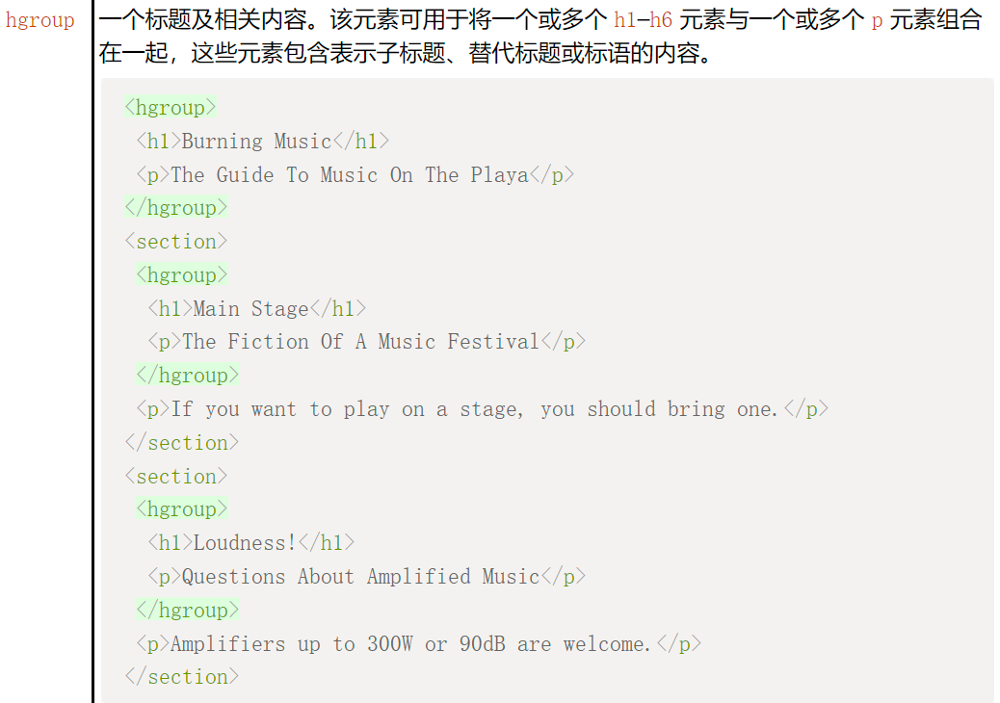 hgroup
一个标题及相关内容。该元素可用于将一个或多个 h1–h6 元素与一个或多个 p 元素组合
在一起，这些元素包含表示子标题、替代标题或标语的内容。
<hgroup>
 <h1>Burning Music</h1>
 <p>The Guide To Music On The Playa</p>
</hgroup>
<section>
 <hgroup>
  <h1>Main Stage</h1>
  <p>The Fiction Of A Music Festival</p>
 </hgroup>
 <p>If you want to play on a stage, you should bring one.</p>
</section>
<section>
 <hgroup>
  <h1>Loudness!</h1>
  <p>Questions About Amplified Music</p>
 </hgroup>
 <p>Amplifiers up to 300W or 90dB are welcome.</p>
</section>